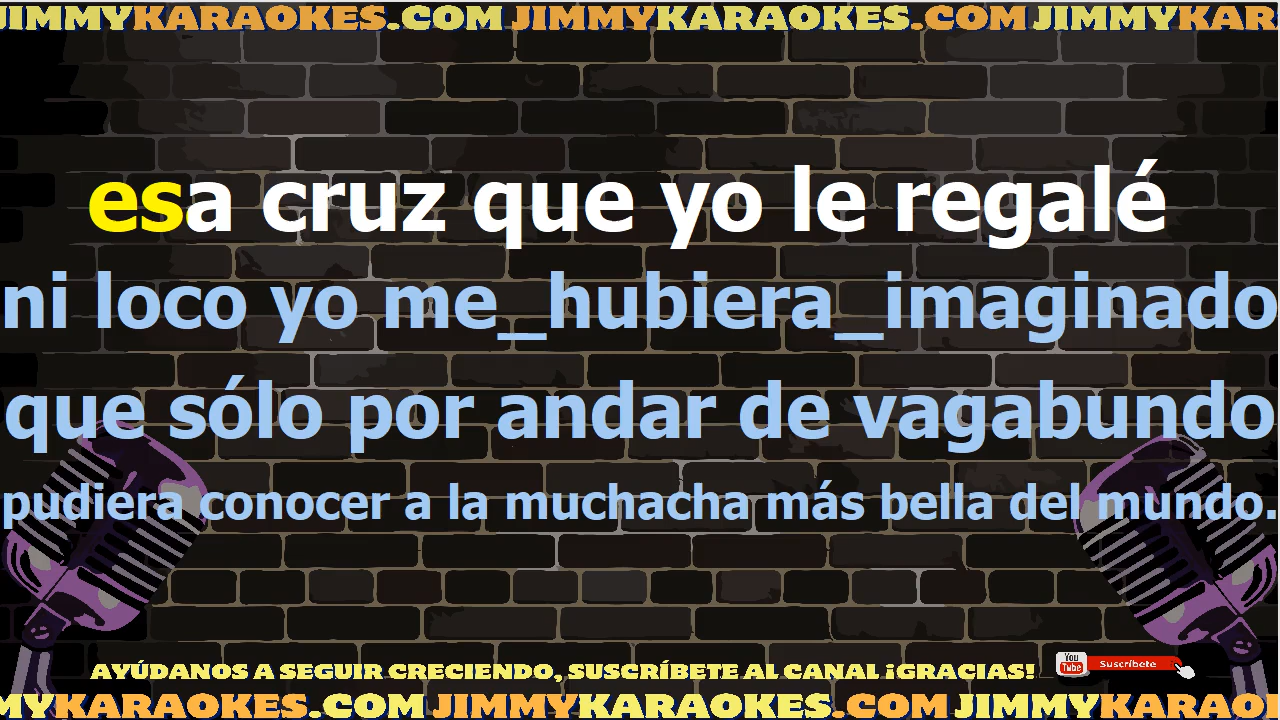 JIMMYKARAOKES.COM JIMMYKARAOKES.COM JIMMYKAR
esa cruz que yo le regalé
ni loco yo me_hubiera_imaginado
que sólo por andar de vagabundo
pudiera conocer a la muchacha más bella del mundo.
AYÚDANOS A SEGUIR CRECIENDO, SUSCRÍBETE AL CANAL ¡GRACIAS!
You Tube Suscríbete
MYKARAOKES.COM JIMMYKARAOKES.COM JIMMYKARAO